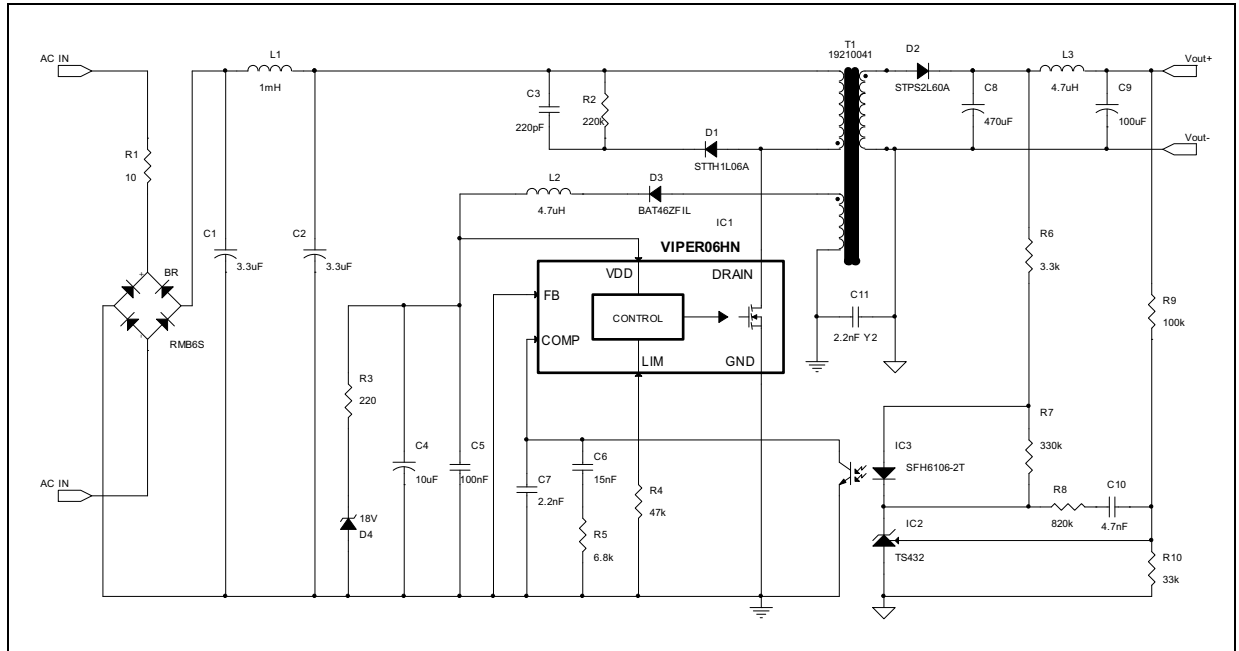 AC IN
L1
1mH
T1
19210041
D2
STPS2L60A
L3
4.7uH
Vout+
C3
220pF
R2
220k
C8
470uF
C9
100uF
R1
10
D1
STTH1L06A
Vout-
L2
4.7uH
D3
BAT46ZFIL
IC1
VIPER06HN
C1
3.3uF
C2
3.3uF
R6
3.3k
+
BR
-
RMB6S
VDD
DRAIN
FB
CONTROL
COMP
LIM
GND
C11
2.2nF Y2
R9
100k
R3
220
C4
10uF
C5
100nF
C6
15nF
C7
2.2nF
R4
47k
IC3
SFH6106-2T
R7
330k
AC IN
18V
D4
R5
6.8k
R8
820k
C10
4.7nF
IC2
TS432
R10
33k